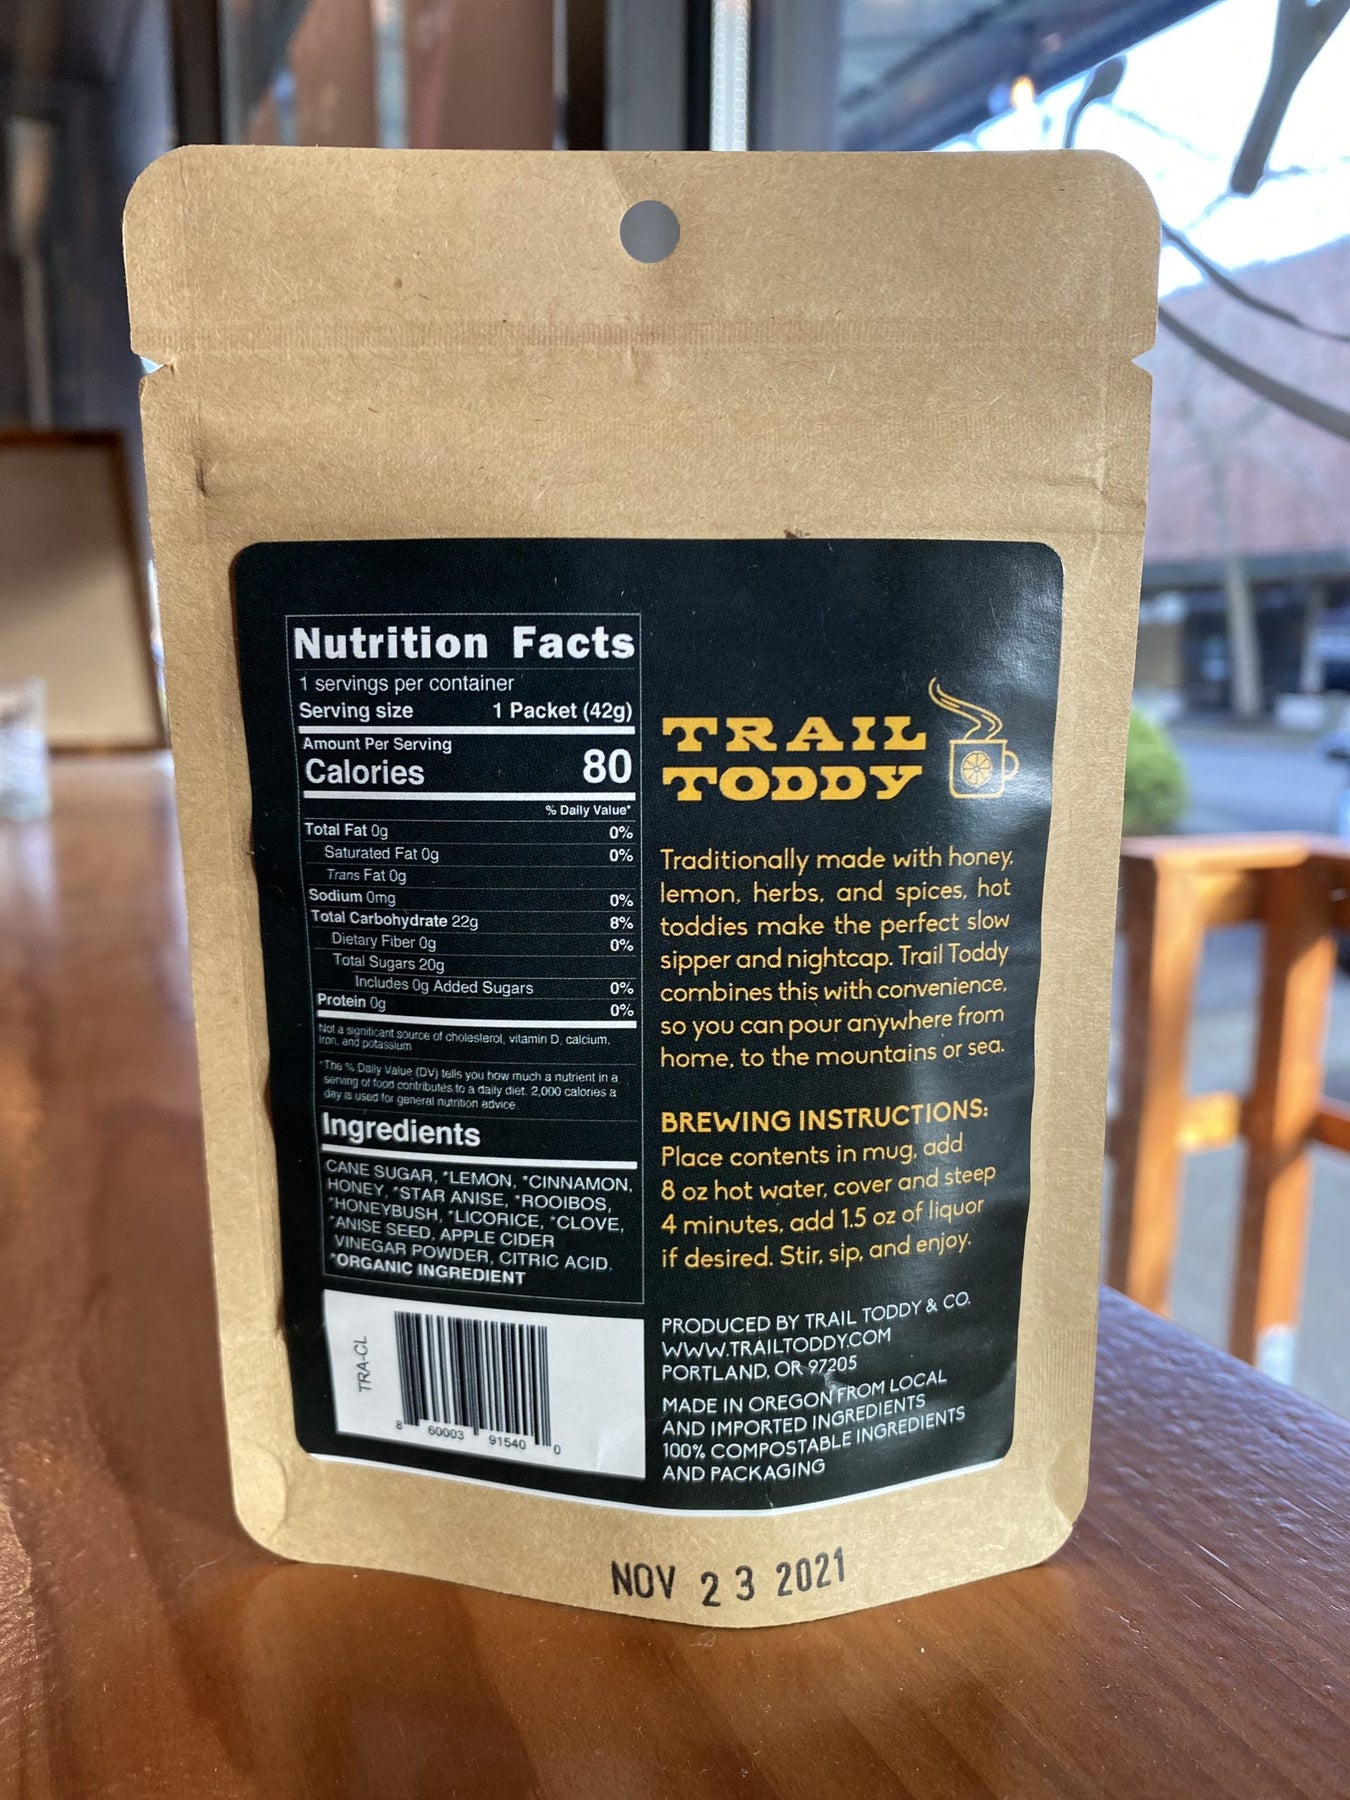 Nutrition Facts
1 servings per container
Serving size 1 Packet (42g)
Amount Per Serving
Calories 80
% Daily Value*
Total Fat 0g 0%
Saturated Fat 0g 0%
Trans Fat 0g
Sodium 0mg 0%
Total Carbohydrate 22g 8%
Dietary Fiber 0g 0%
Total Sugars 20g
Includes 0g Added Sugars 0%
Protein 0g 0%
Not a significant source of cholesterol, vitamin D, calcium,
Iron, and potassium
*The % Daily Value (DV) tells you how much a nutrient in a
serving of food contributes to a daily diet. 2,000 calories a
day is used for general nutrition advice
Ingredients
CANE SUGAR, *LEMON, *CINNAMON,
HONEY, *STAR ANISE, *ROOIBOS,
*HONEYBUSH, *LICORICE, *CLOVE,
*ANISE SEED, APPLE CIDER
VINEGAR POWDER, CITRIC ACID.
*ORGANIC INGREDIENT
TRA-CL
8 60003 91540 0
TRAIL
TODDY
Traditionally made with honey,
lemon, herbs, and spices, hot
toddies make the perfect slow
sipper and nightcap. Trail Toddy
combines this with convenience,
so you can pour anywhere from
home, to the mountains or sea.
BREWING INSTRUCTIONS:
Place contents in mug, add
8 oz hot water, cover and steep
4 minutes, add 1.5 oz of liquor
if desired. Stir, sip, and enjoy.
PRODUCED BY TRAIL TODDY & CO.
WWW.TRAILTODDY.COM
PORTLAND, OR 97205
MADE IN OREGON FROM LOCAL
AND IMPORTED INGREDIENTS
100% COMPOSTABLE INGREDIENTS
AND PACKAGING
NOV 23 2021